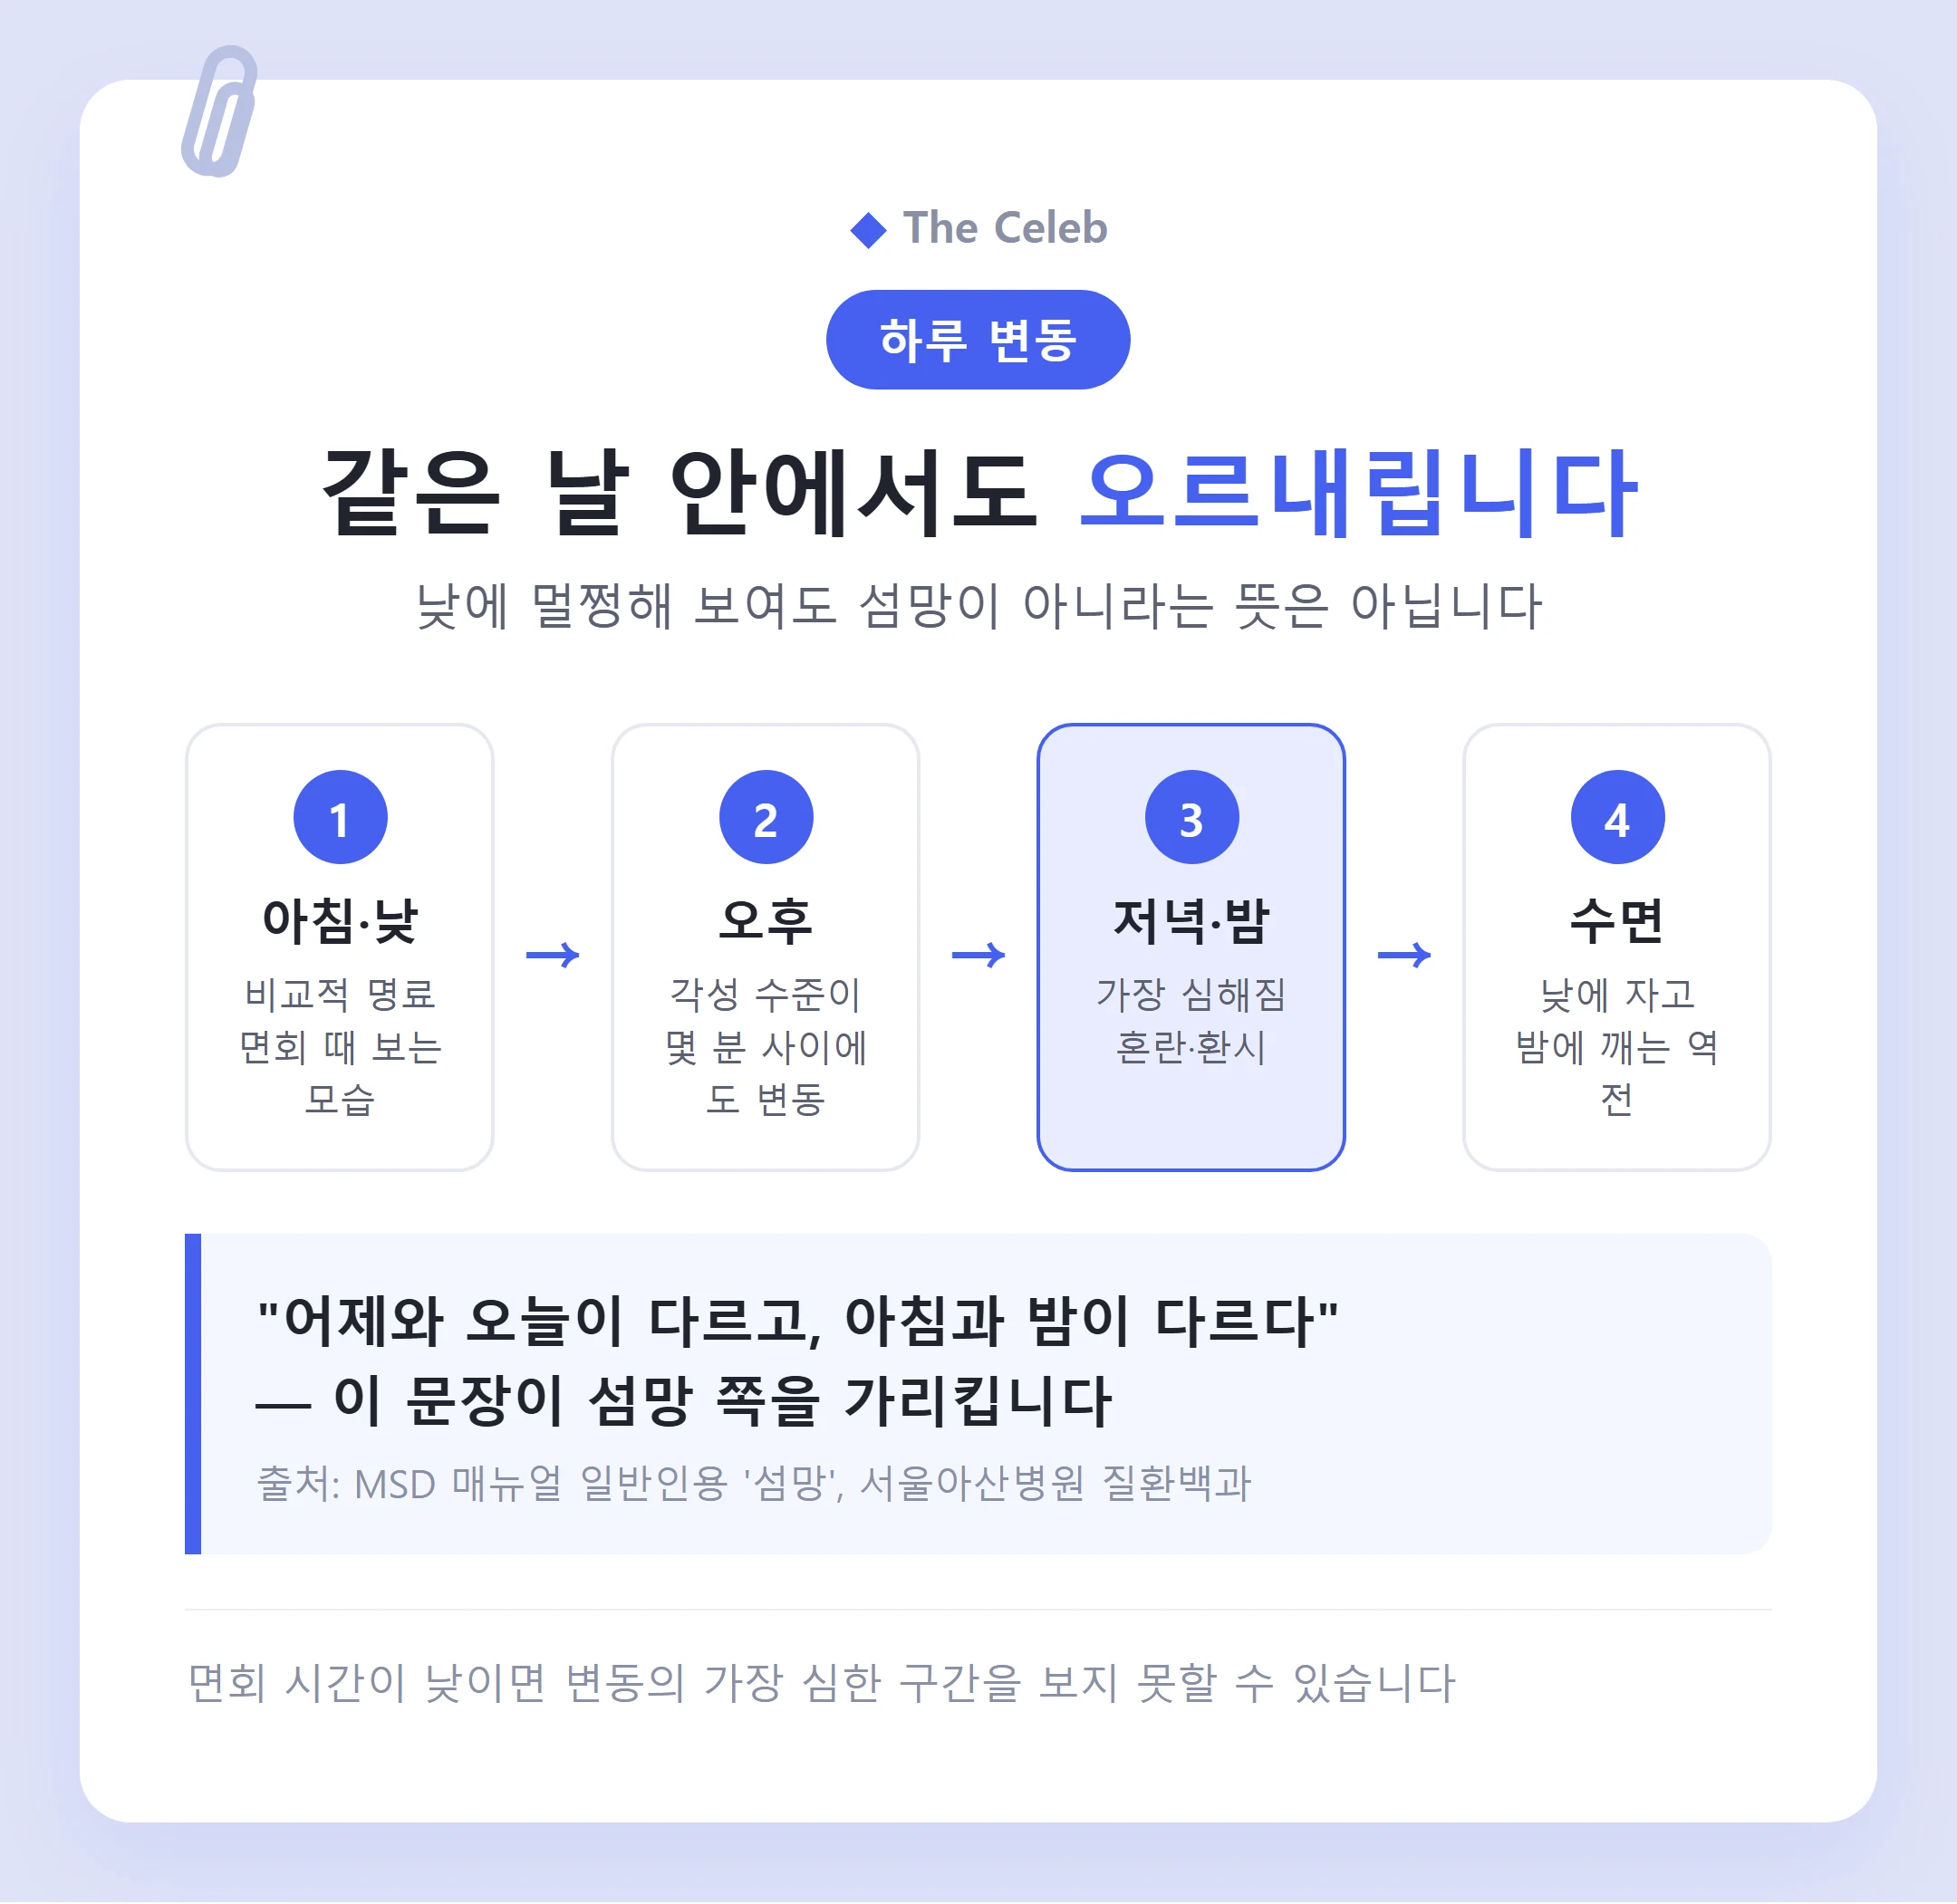 The Celeb
하루 변동
같은 날 안에서도 오르내립니다
낮에 멀쩡해 보여도 섬망이 아니라는 뜻은 아닙니다
1
아침·낮
비교적 명료
면회 때 보는
모습
→
2
오후
각성 수준이
몇 분 사이에
도 변동
→
3
저녁·밤
가장 심해짐
혼란·환시
→
4
수면
낮에 자고
밤에 깨는 역
전
"어제와 오늘이 다르고, 아침과 밤이 다르다"
— 이 문장이 섬망 쪽을 가리킵니다
출처: MSD 매뉴얼 일반인용 '섬망', 서울아산병원 질환백과
면회 시간이 낮이면 변동의 가장 심한 구간을 보지 못할 수 있습니다